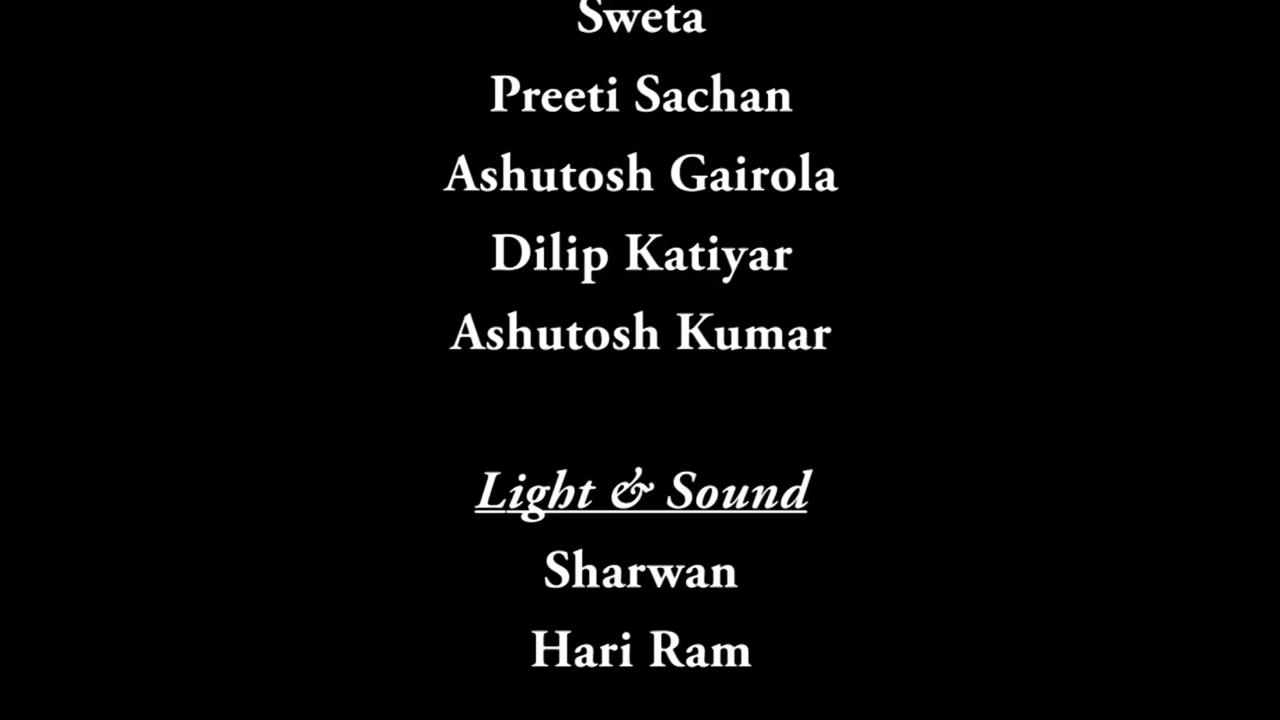 Sweta
Preeti Sachan
Ashutosh Gairola
Dilip Katiyar
Ashutosh Kumar
Light & Sound
Sharwan
Hari Ram